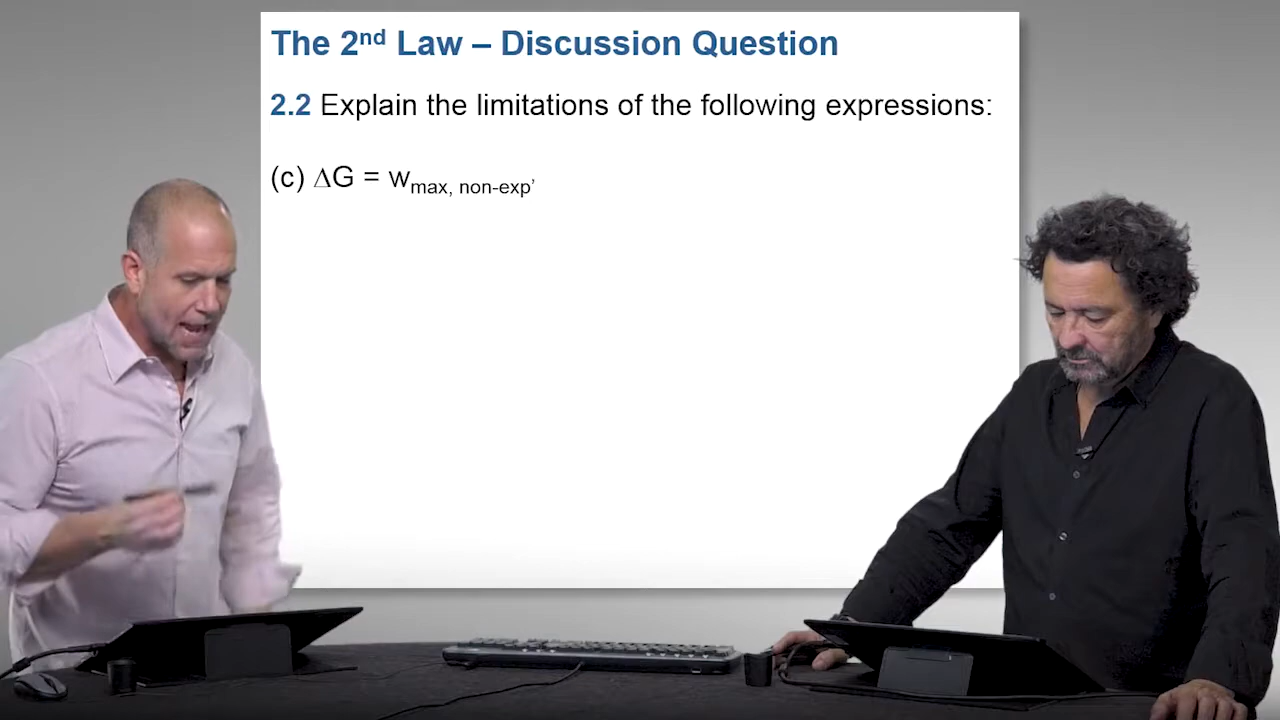 The 2nd Law – Discussion Question
2.2 Explain the limitations of the following expressions:
(c) ΔG = wmax, non-exp,